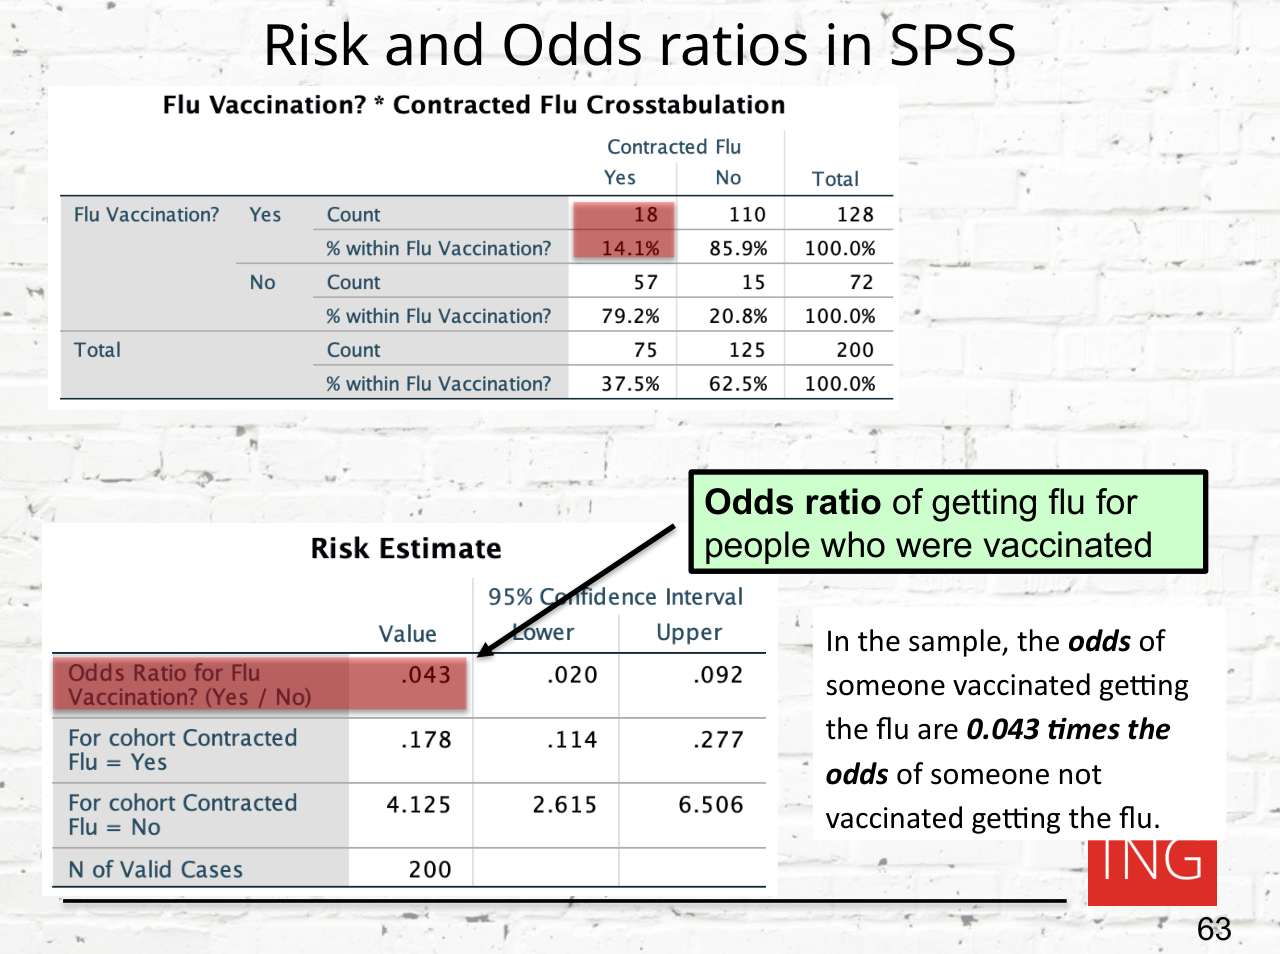 Risk and Odds ratios in SPSS
Flu Vaccination? * Contracted Flu Crosstabulation
Contracted Flu
Yes No Total
Flu Vaccination? Yes Count 18 110 128
% within Flu Vaccination? 14.1% 85.9% 100.0%
No Count 57 15 72
% within Flu Vaccination? 79.2% 20.8% 100.0%
Total Count 75 125 200
% within Flu Vaccination? 37.5% 62.5% 100.0%
Odds ratio of getting flu for
people who were vaccinated
Risk Estimate
95% Confidence Interval
Value Lower Upper
Odds Ratio for Flu
Vaccination? (Yes / No) .043 .020 .092
For cohort Contracted
Flu = Yes .178 .114 .277
For cohort Contracted
Flu = No 4.125 2.615 6.506
N of Valid Cases 200
In the sample, the odds of
someone vaccinated getting
the flu are 0.043 times the
odds of someone not
vaccinated getting the flu.
ING
63